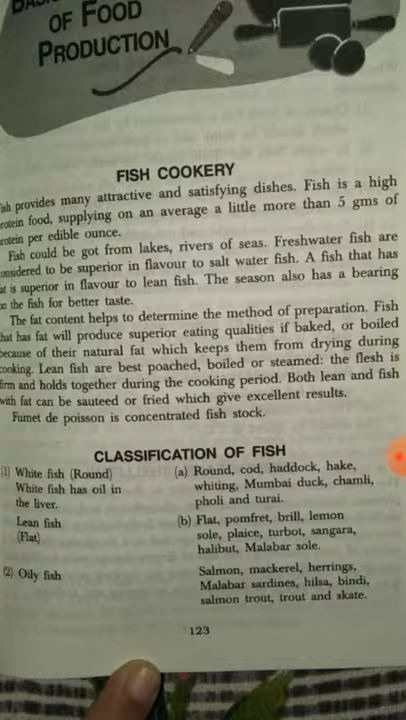 OF FOOD
PRODUCTION
FISH COOKERY
ish provides many attractive and satisfying dishes. Fish is a high
rotein food, supplying on an average a little more than 5 gms of
rotein per edible ounce.
Fish could be got from lakes, rivers of seas. Freshwater fish are
onsidered to be superior in flavour to salt water fish. A fish that has
at is superior in flavour to lean fish. The season also has a bearing
on the fish for better taste.
The fat content helps to determine the method of preparation. Fish
that has fat will produce superior eating qualities if baked, or boiled
because of their natural fat which keeps them from drying during
cooking. Lean fish are best poached, boiled or steamed: the flesh is
firm and holds together during the cooking period. Both lean and fish
with fat can be sauteed or fried which give excellent results.
Fumet de poisson is concentrated fish stock.
CLASSIFICATION OF FISH
(1) White fish (Round)
White fish has oil in
the liver.
(a) Round, cod, haddock, hake,
whiting, Mumbai duck, chamli,
pholi and turai.
Lean fish
(Flat)
(b) Flat, pomfret, brill, lemon
sole, plaice, turbot, sangara,
halibut, Malabar sole.
(2) Oily fish
Salmon, mackerel, herrings,
Malabar sardines, hilsa, bindi,
salmon trout, trout and skate.
123